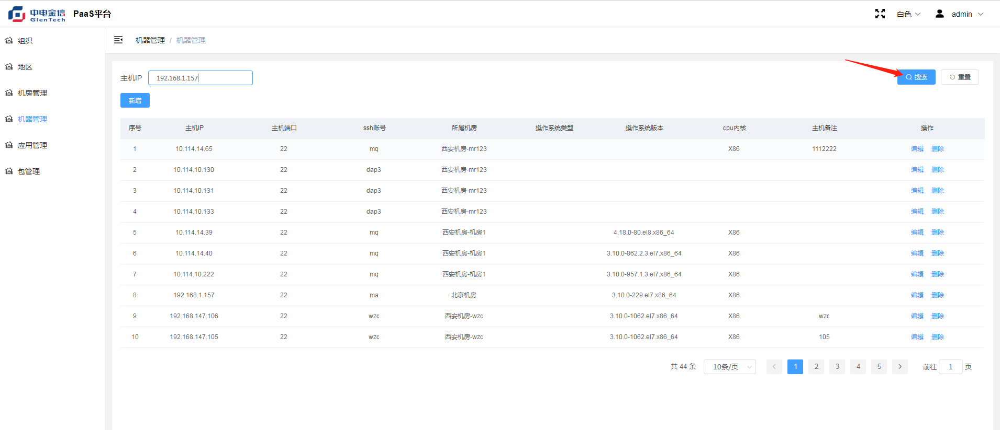 中电金信 GienTech PaaS平台 白色 admin
组织
地区
机房管理
机器管理
应用管理
包管理
机器管理 / 机器管理
主机IP 192.168.1.157 搜索 重置
新增
序号 主机IP 主机端口 ssh账号 所属机房 操作系统类型 操作系统版本 cpu内核 主机备注 操作
1 10.114.14.65 22 mq 西安机房-mr123 X86 1112222 编辑 删除
2 10.114.10.130 22 dap3 西安机房-mr123 编辑 删除
3 10.114.10.131 22 dap3 西安机房-mr123 编辑 删除
4 10.114.10.133 22 dap3 西安机房-mr123 编辑 删除
5 10.114.14.39 22 mq 西安机房-机房1 4.18.0-80.el8.x86_64 X86 编辑 删除
6 10.114.14.40 22 mq 西安机房-机房1 3.10.0-862.2.3.el7.x86_64 X86 编辑 删除
7 10.114.10.222 22 mq 西安机房-机房1 3.10.0-957.1.3.el7.x86_64 X86 编辑 删除
8 192.168.1.157 22 ma 北京机房 3.10.0-229.el7.x86_64 X86 编辑 删除
9 192.168.147.106 22 wzc 西安机房-wzc 3.10.0-1062.el7.x86_64 X86 wzc 编辑 删除
10 192.168.147.105 22 wzc 西安机房-wzc 3.10.0-1062.el7.x86_64 X86 105 编辑 删除
共 44 条 10条/页 1 2 3 4 5 前往 1 页